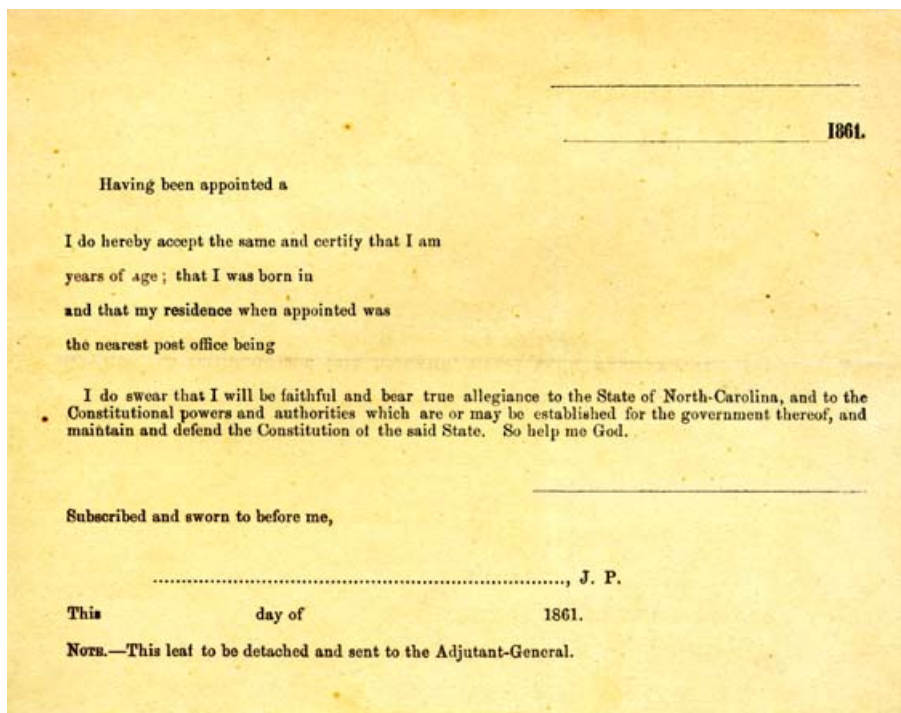 1861.
Having been appointed a
I do hereby accept the same and certify that I am
years of age ; that I was born in
and that my residence when appointed was
the nearest post office being
I do swear that I will be faithful and bear true allegiance to the State of North-Carolina, and to the
Constitutional powers and authorities which are or may be established for the government thereof, and
maintain and defend the Constitution of the said State. So help me God.
Subscribed and sworn to before me,
........................................................................, J. P.
This day of 1861.
NOTE.—This leaf to be detached and sent to the Adjutant-General.